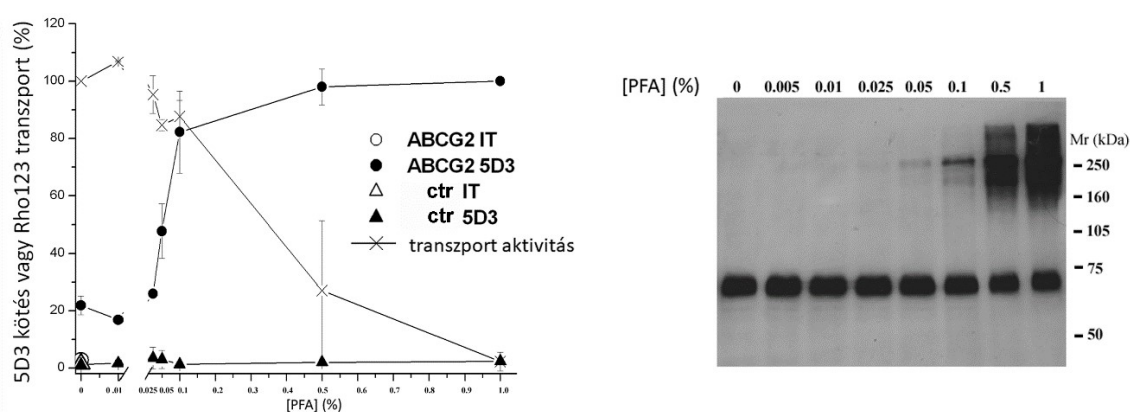 5D3 kötés vagy Rho123 transzport (%)
120
100
80
60
40
20
0
ABCG2 IT
ABCG2 5D3
ctr IT
ctr 5D3
transzport aktivitás
0 0.01 0.025 0.05 0.1 0.2 0.3 0.4 0.5 0.6 0.7 0.8 0.9 1.0
[PFA] (%)
[PFA] (%) 0 0.005 0.01 0.025 0.05 0.1 0.5 1
Mr (kDa)
250
160
105
75
50